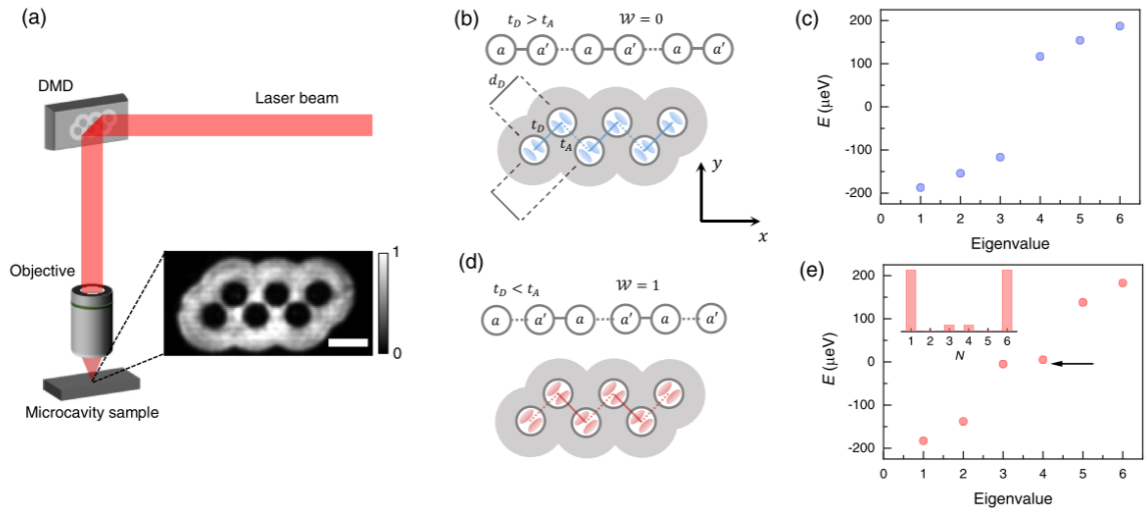 (a)
DMD
Laser beam
Objective
Microcavity sample
1
0
(b)
t_D > t_A
𝒲 = 0
a a′ a a′ a a′
d_D
t_D
t_A
y
x
(c)
E (μeV)
200
100
0
-100
-200
0 1 2 3 4 5 6
Eigenvalue
(d)
t_D < t_A
𝒲 = 1
a a′ a a′ a a′
(e)
E (μeV)
200
100
0
-100
-200
1 2 3 4 5 6
N
0 1 2 3 4 5 6
Eigenvalue